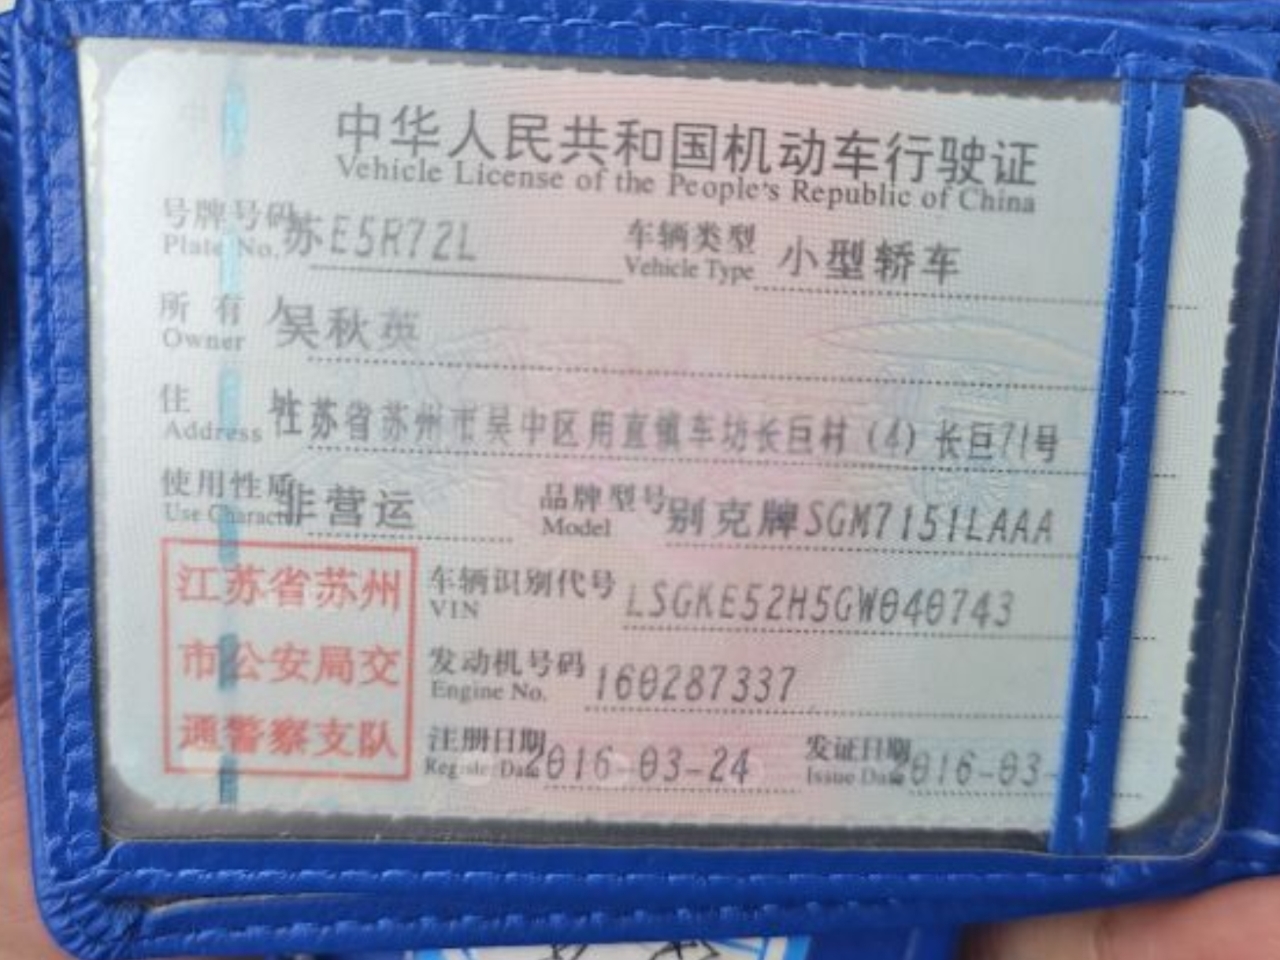 中华人民共和国机动车行驶证
Vehicle License of the People's Republic of China
号牌号码 苏E5R72L 车辆类型 小型轿车
Plate No. Vehicle Type
所有人 吴秋英
Owner
住址 江苏省苏州市吴中区甪直镇车坊长巨村(4)长巨71号
Address
使用性质 非营运 品牌型号 别克牌SGM7151LAAA
Use Character Model
车辆识别代号 LSGKE52H5GW040743
VIN
发动机号码 160287337
Engine No.
注册日期 2016-03-24 发证日期 2016-03-
Register Date Issue Date
江苏省苏州
市公安局交
通警察支队